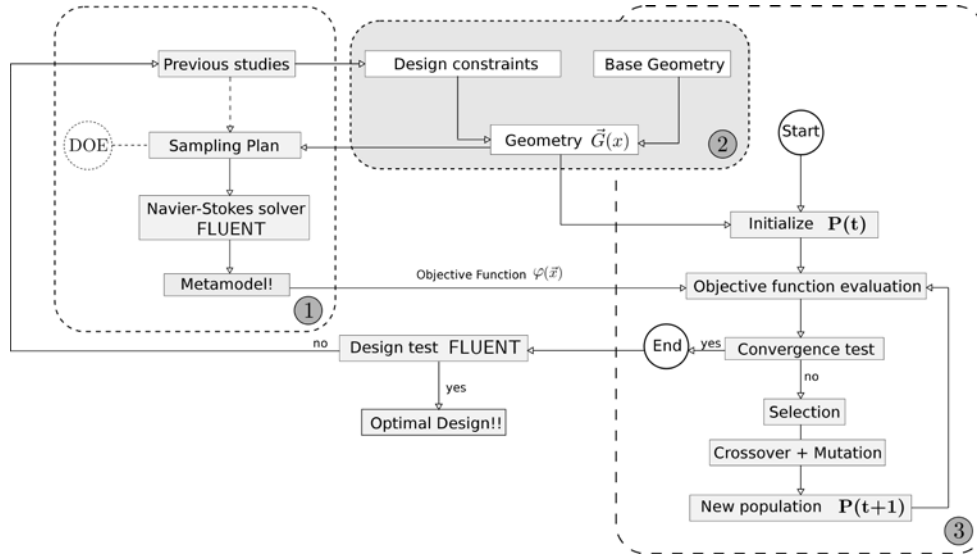 Previous studies
Design constraints
Base Geometry
Start
DOE
Sampling Plan
Geometry $\vec{G}(x)$
2
Navier-Stokes solver
FLUENT
Initialize P(t)
Metamodel!
Objective Function $\varphi(\vec{x})$
Objective function evaluation
1
no
Design test FLUENT
End
yes
Convergence test
yes
no
Optimal Design!!
Selection
Crossover + Mutation
New population P(t+1)
3